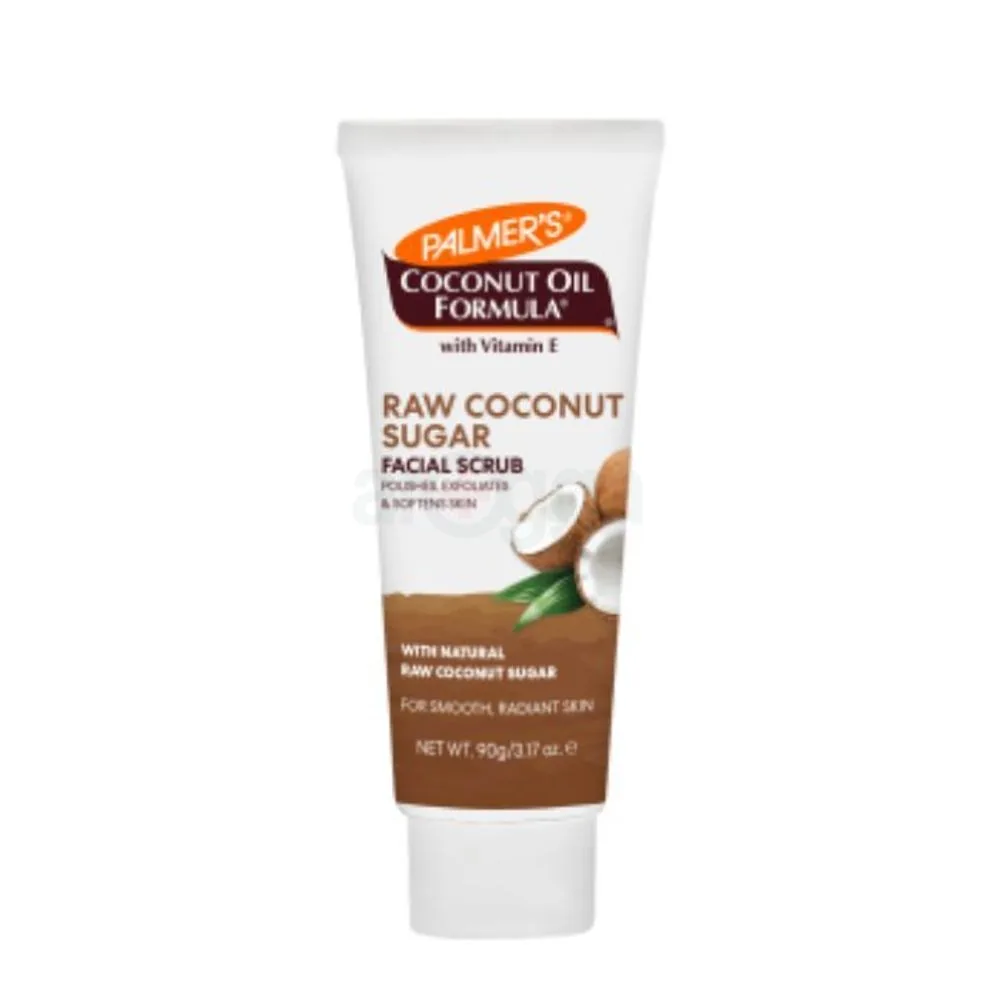 PALMER'S®
COCONUT OIL
FORMULA®
with Vitamin E
RAW COCONUT
SUGAR
FACIAL SCRUB
POLISHES, EXFOLIATES
& SOFTENS SKIN
arogga
WITH NATURAL
RAW COCONUT SUGAR
FOR SMOOTH, RADIANT SKIN
NET WT. 90g/3.17 oz. ℮